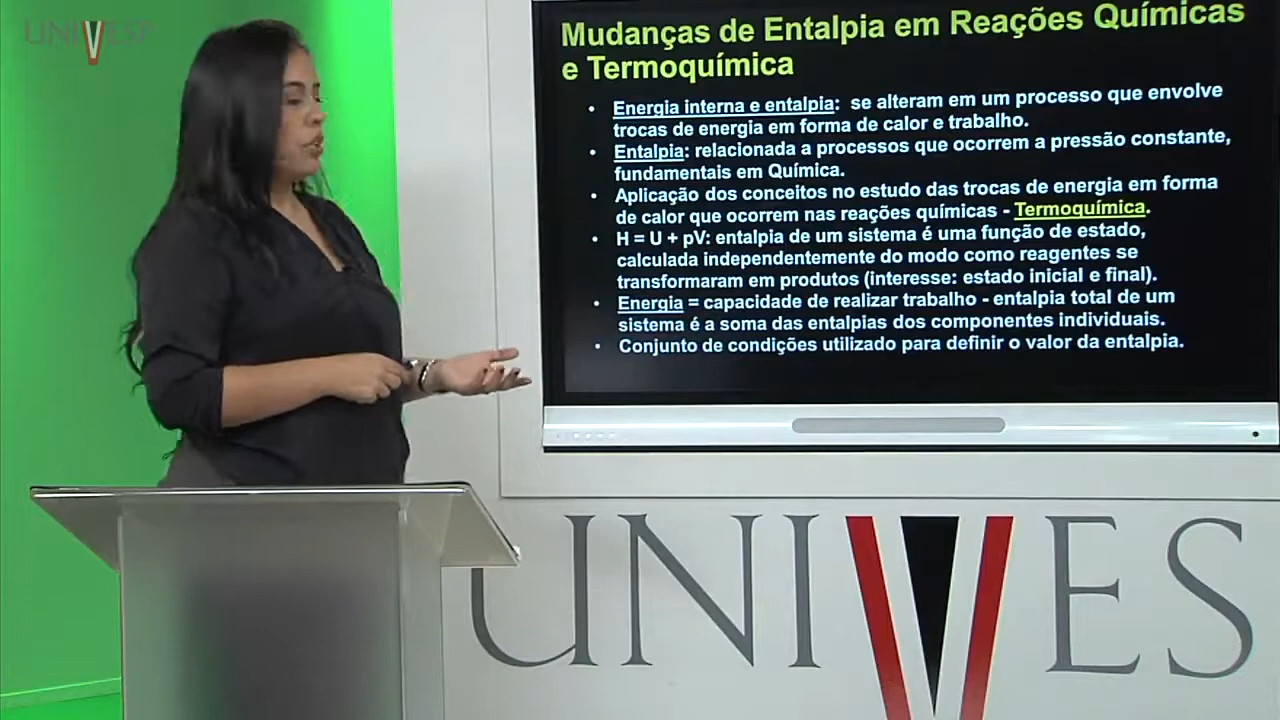 UNIVESP
Mudanças de Entalpia em Reações Químicas
e Termoquímica
• Energia interna e entalpia: se alteram em um processo que envolve
trocas de energia em forma de calor e trabalho.
• Entalpia: relacionada a processos que ocorrem a pressão constante,
fundamentais em Química.
• Aplicação dos conceitos no estudo das trocas de energia em forma
de calor que ocorrem nas reações químicas - Termoquímica.
• H = U + pV: entalpia de um sistema é uma função de estado,
calculada independentemente do modo como reagentes se
transformaram em produtos (interesse: estado inicial e final).
• Energia = capacidade de realizar trabalho - entalpia total de um
sistema é a soma das entalpias dos componentes individuais.
• Conjunto de condições utilizado para definir o valor da entalpia.
UNIVES